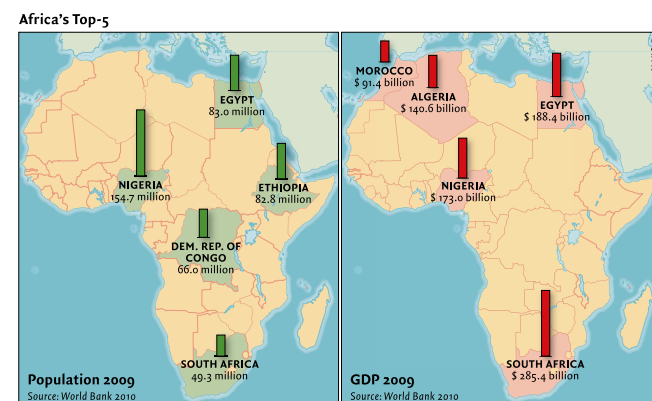 Africa's Top-5
EGYPT
83.0 million
NIGERIA
154.7 million
ETHIOPIA
82.8 million
DEM. REP. OF
CONGO
66.0 million
SOUTH AFRICA
49.3 million
Population 2009
Source: World Bank 2010
MOROCCO
$ 91.4 billion
ALGERIA
$ 140.6 billion
EGYPT
$ 188.4 billion
NIGERIA
$ 173.0 billion
SOUTH AFRICA
$ 285.4 billion
GDP 2009
Source: World Bank 2010